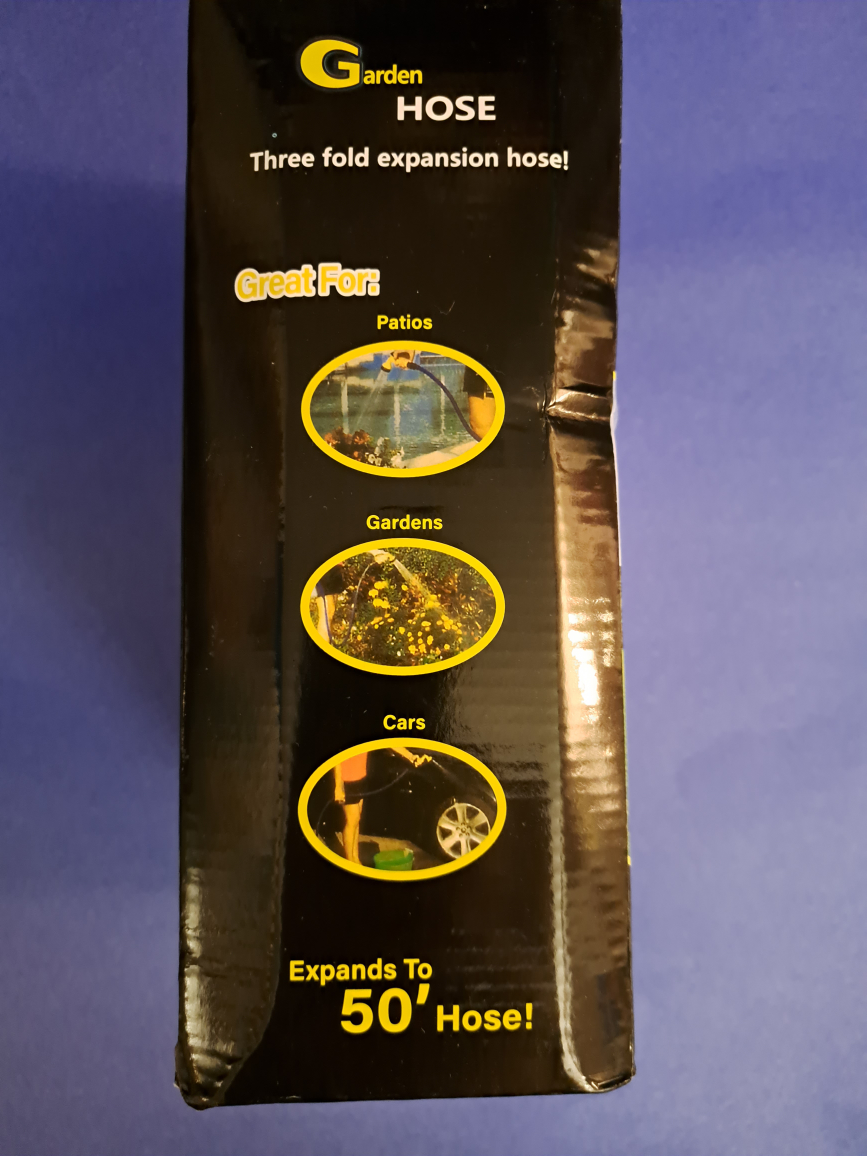 Garden
HOSE
Three fold expansion hose!
Great For:
Patios
Gardens
Cars
Expands To
50' Hose!